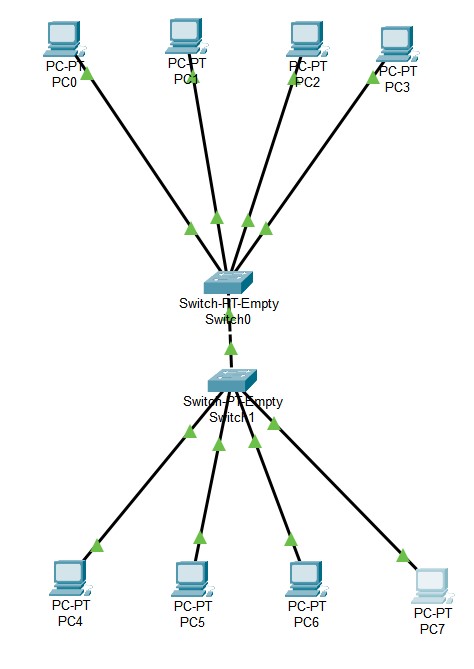 PC-PT
PC0
PC-PT
PC1
PC-PT
PC2
PC-PT
PC3
Switch-PT-Empty
Switch0
Switch-PT-Empty
Switch1
PC-PT
PC4
PC-PT
PC5
PC-PT
PC6
PC-PT
PC7